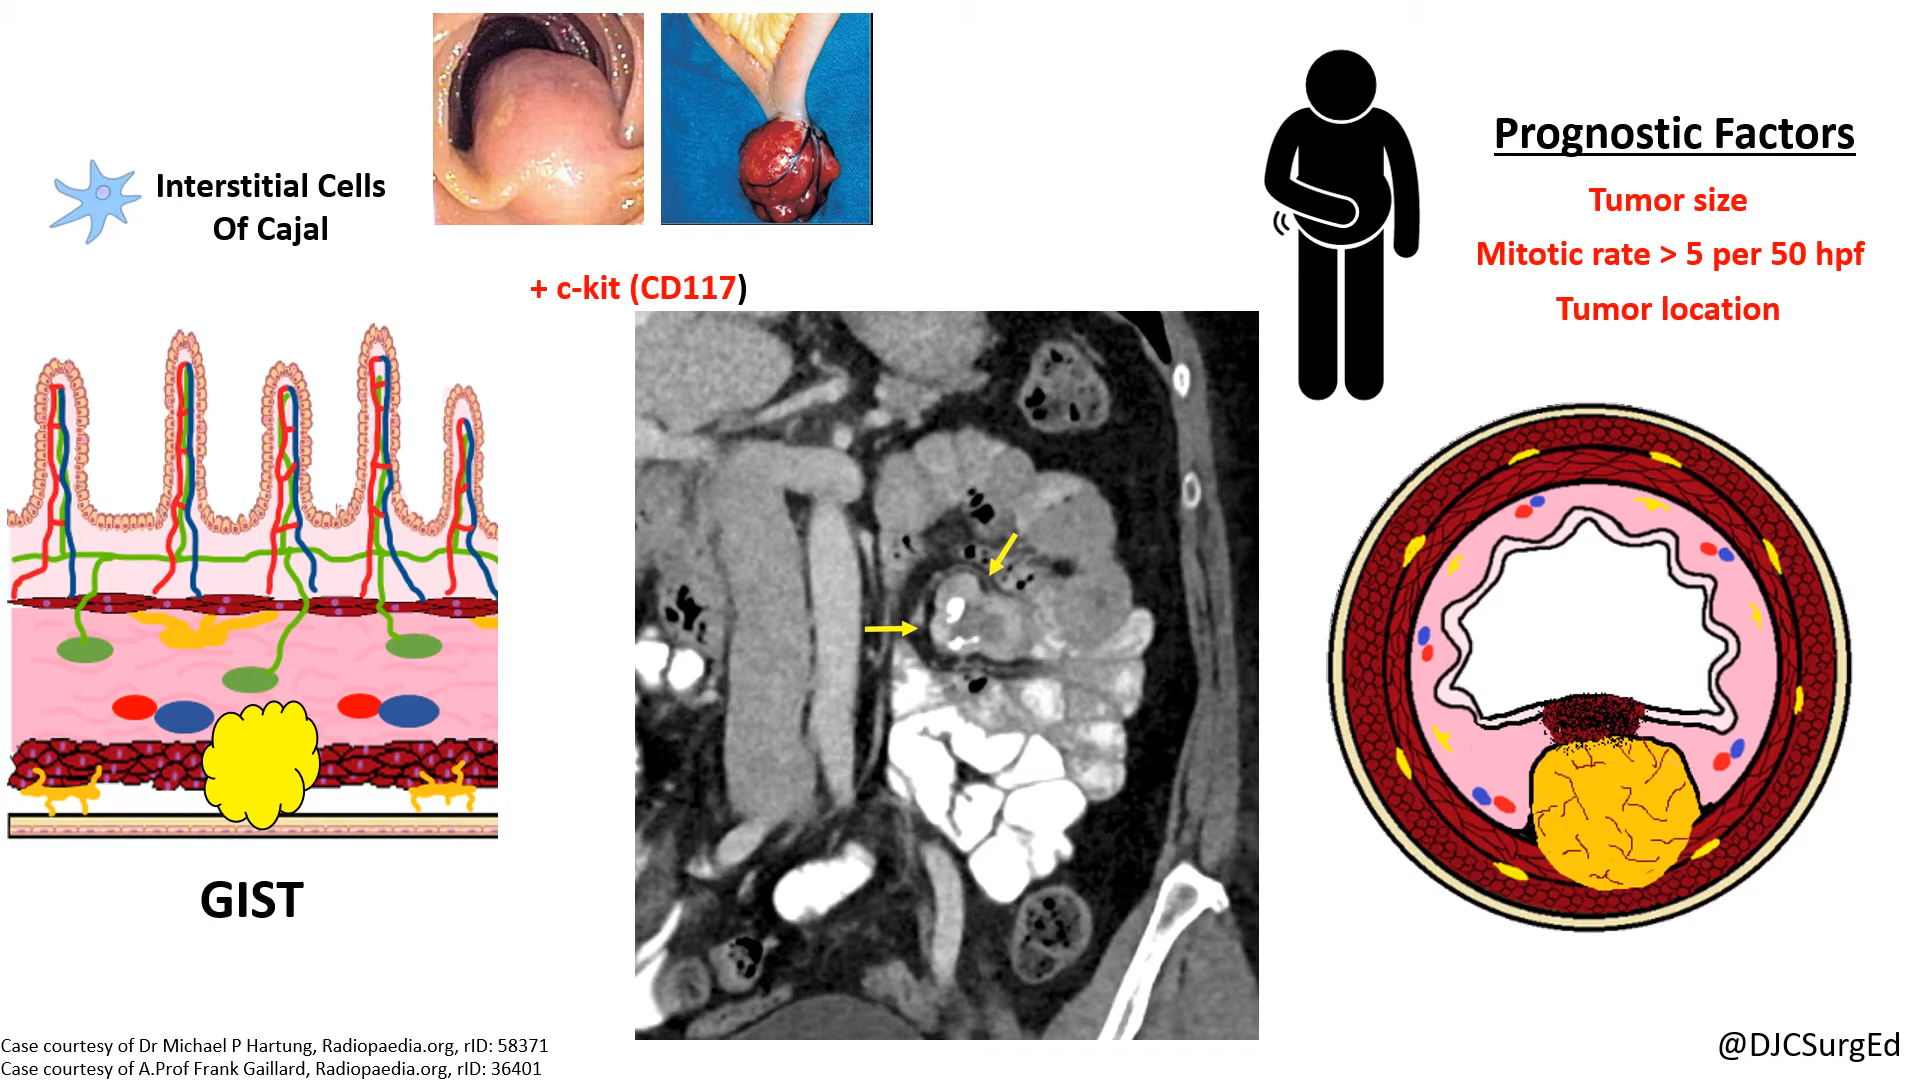 Interstitial Cells
Of Cajal
+ c-kit (CD117)
Prognostic Factors
Tumor size
Mitotic rate > 5 per 50 hpf
Tumor location
GIST
Case courtesy of Dr Michael P Hartung, Radiopaedia.org, rID: 58371
Case courtesy of A.Prof Frank Gaillard, Radiopaedia.org, rID: 36401
@DJCSurgEd